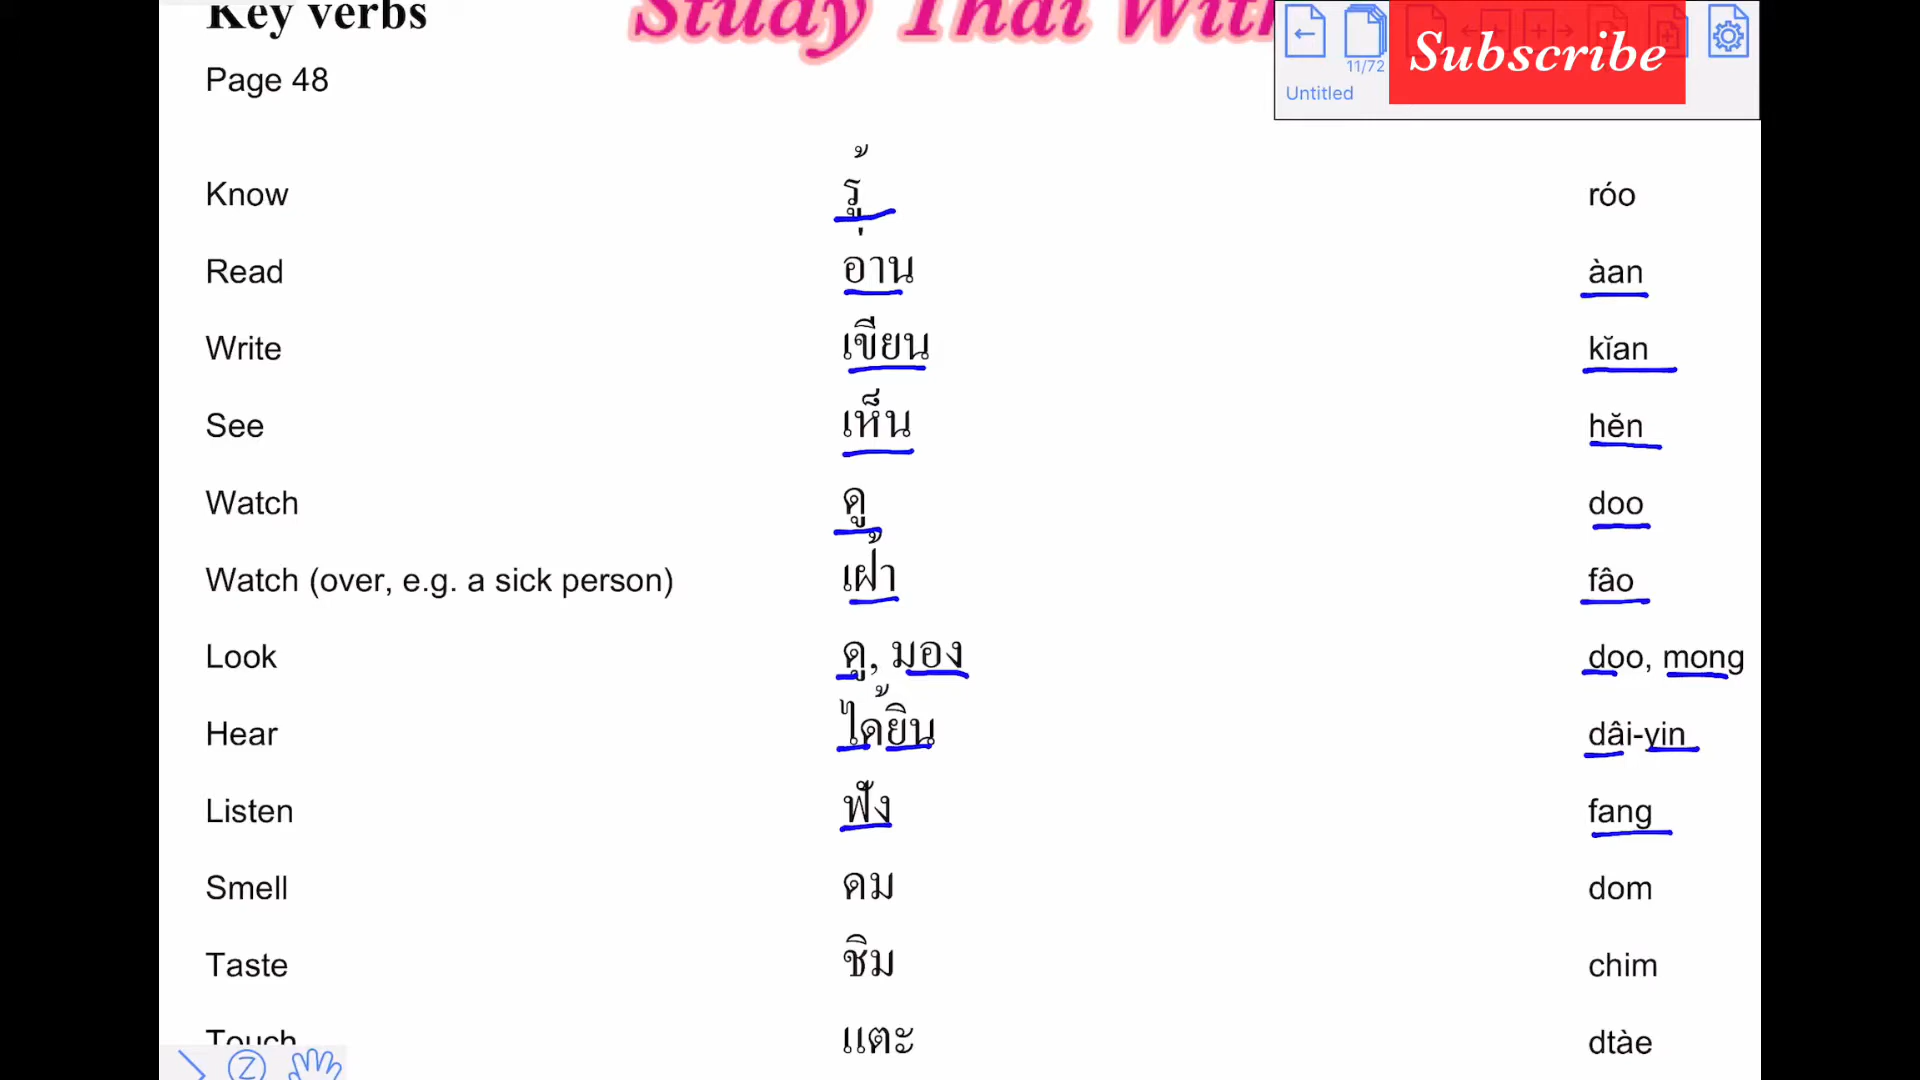 Key verbs
Study Thai With
Subscribe
11/72
Untitled
Page 48
Know รู้ róo
Read อ่าน àan
Write เขียน kĭan
See เห็น hĕn
Watch ดู doo
Watch (over, e.g. a sick person) เฝ้า fâo
Look ดู, มอง doo, mong
Hear ได้ยิน dâi-yin
Listen ฟัง fang
Smell ดม dom
Taste ชิม chim
Touch แตะ dtàe